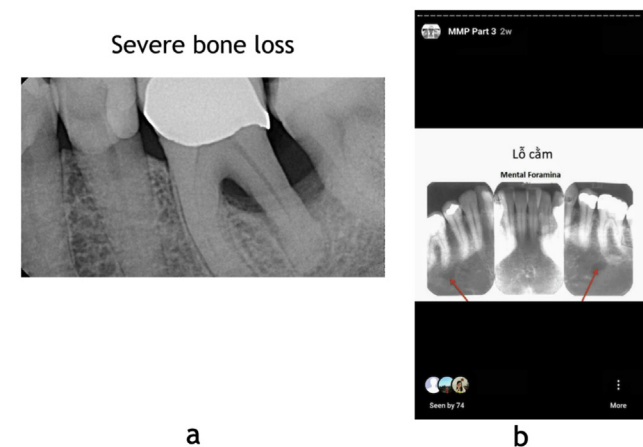 Severe bone loss
MMP Part 3 2w
Lỗ cằm
Mental Foramina
Seen by 74
More
a
b